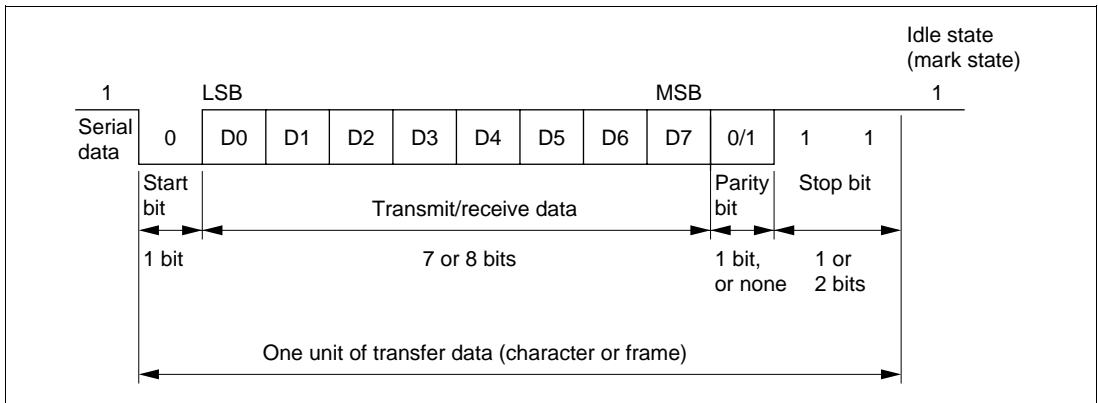 Idle state
(mark state)
1 LSB MSB 1
Serial
data
0 D0 D1 D2 D3 D4 D5 D6 D7 0/1 1 1
Start
bit
Transmit/receive data
Parity
bit
Stop bit
1 bit
7 or 8 bits
1 bit,
or none
1 or
2 bits
One unit of transfer data (character or frame)